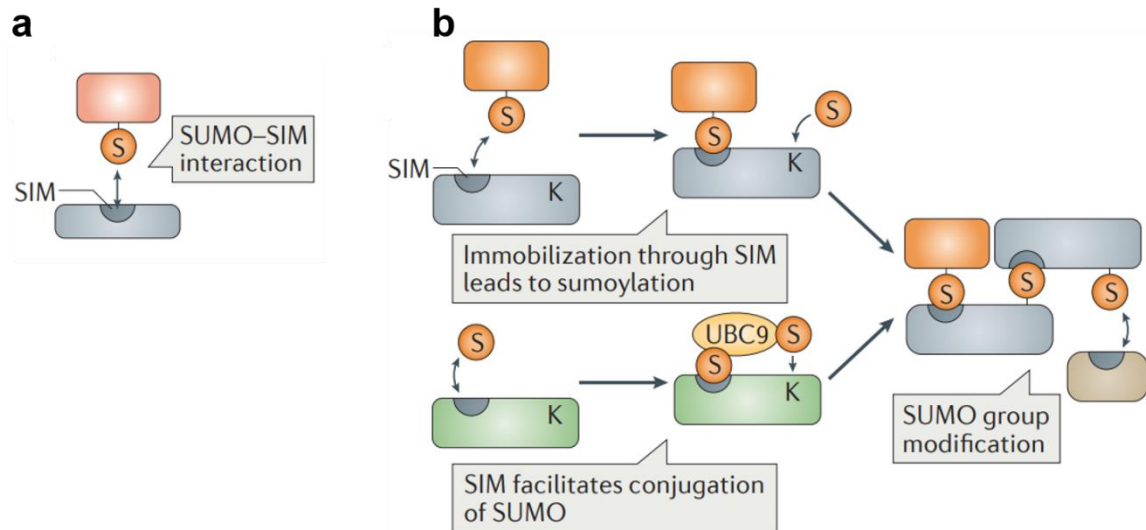 a
S
SUMO–SIM
interaction
SIM
b
S
SIM
K
S
S
K
Immobilization through SIM
leads to sumoylation
S
K
UBC9
S
S
K
SIM facilitates conjugation
of SUMO
S
S
S
SUMO group
modification